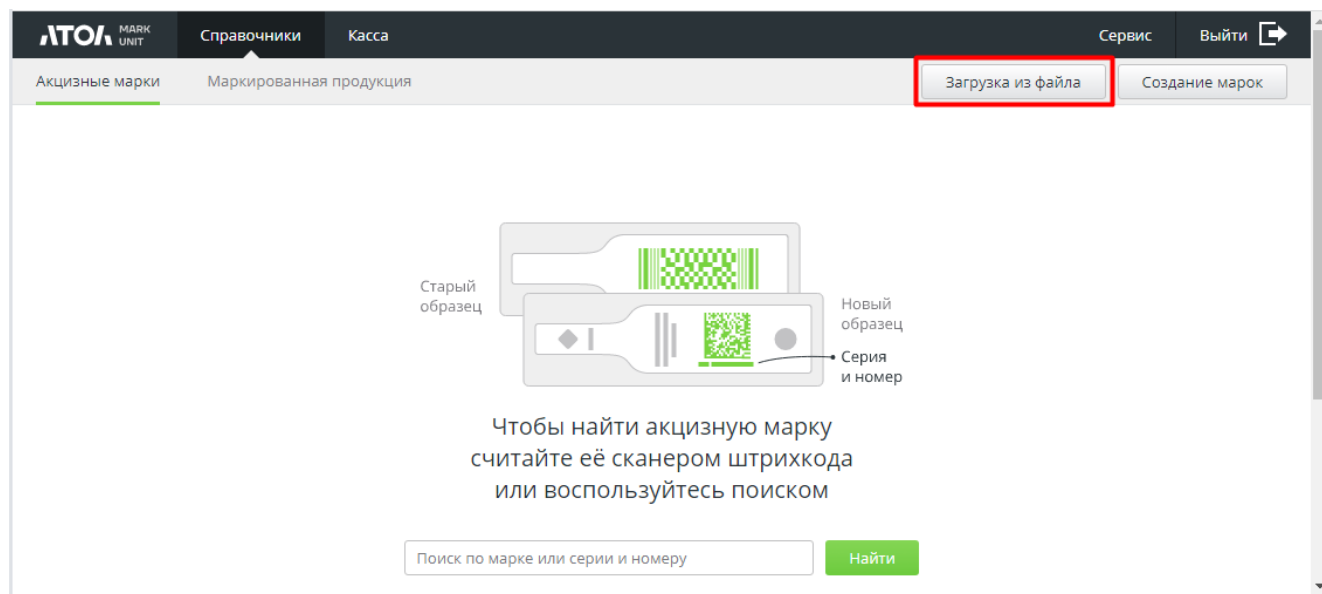 АТОЛ MARK UNIT Справочники Касса Сервис Выйти
Акцизные марки Маркированная продукция Загрузка из файла Создание марок
Старый
образец
Новый
образец
Серия
и номер
Чтобы найти акцизную марку
считайте её сканером штрихкода
или воспользуйтесь поиском
Поиск по марке или серии и номеру Найти